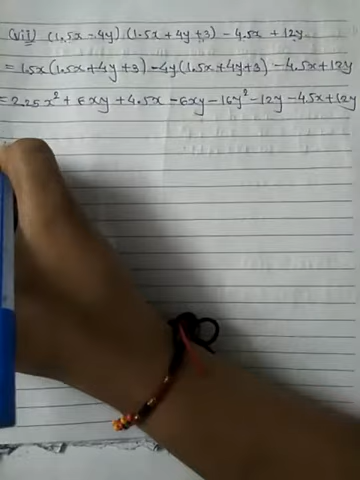 (vii) (1.5x - 4y) (1.5x + 4y + 3) - 4.5x + 12y
= 1.5x(1.5x + 4y + 3) - 4y(1.5x + 4y + 3) - 4.5x + 12y
= 2.25x² + 6xy + 4.5x - 6xy - 16y² - 12y - 4.5x + 12y